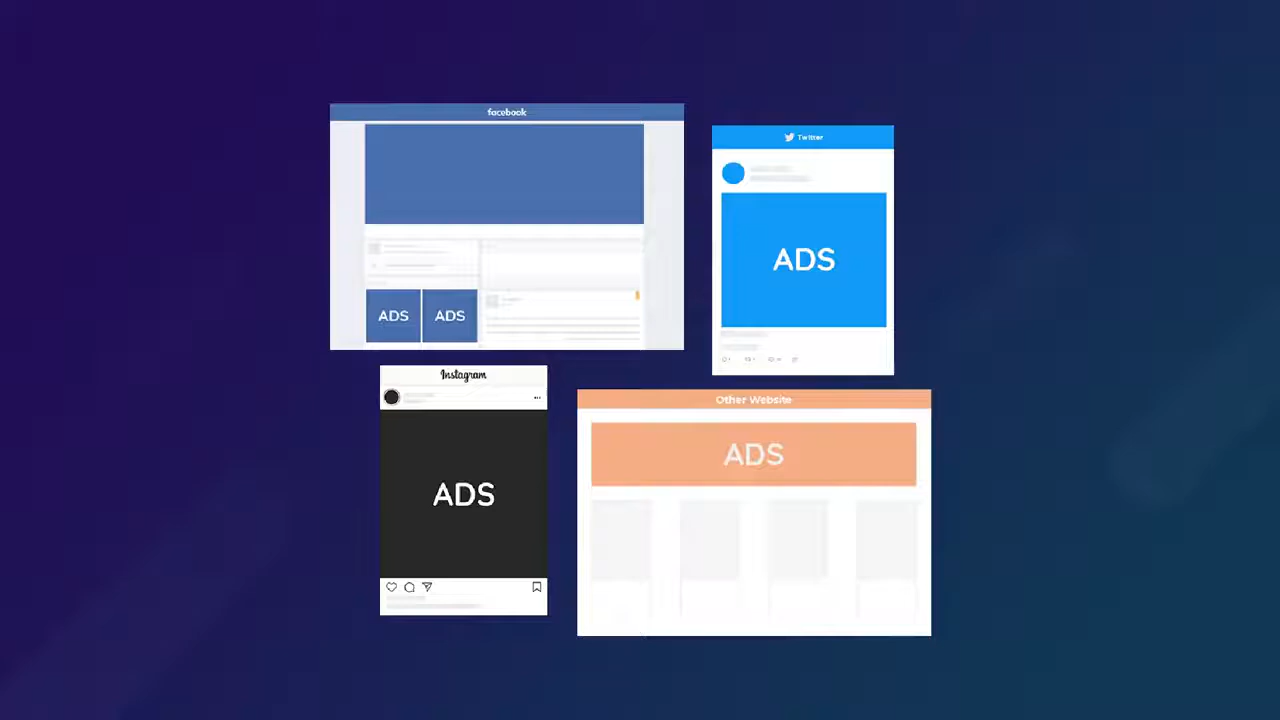 facebook
ADS ADS
Twitter
ADS
Instagram
ADS
Other Website
ADS